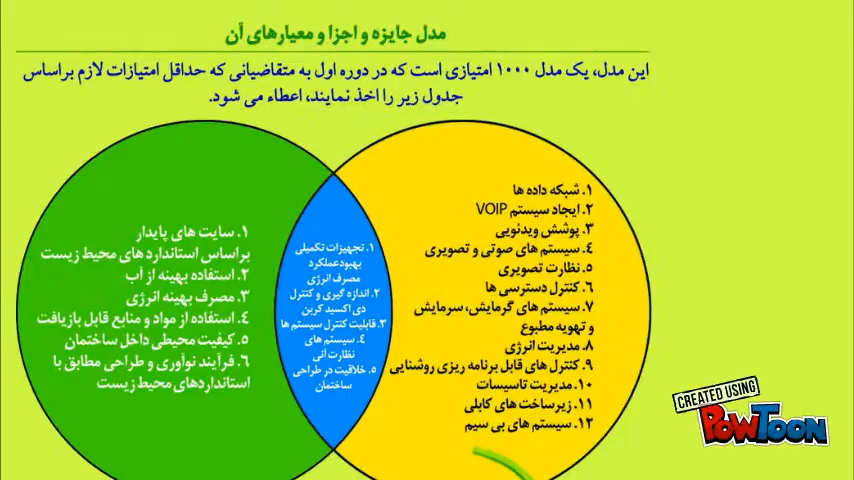 مدل جایزه و اجزا و معیارهای آن
این مدل، یک مدل ۱۰۰۰ امتیازی است که در دوره اول به متقاضیانی که حداقل امتیازات لازم براساس
جدول زیر را اخذ نمایند، اعطاء می شود.
۱. شبکه داده ها
۲. ایجاد سیستم VOIP
۳. پوشش ویدئویی
۴. سیستم های صوتی و تصویری
۵. نظارت تصویری
۶. کنترل دسترسی ها
۷. سیستم های گرمایش، سرمایش
و تهویه مطبوع
۸. مدیریت انرژی
۹. کنترل های قابل برنامه ریزی روشنایی
۱۰. مدیریت تاسیسات
۱۱. زیرساخت های کابلی
۱۲. سیستم های بی سیم
۱. تجهیزات تکمیلی
بهبودعملکرد
مصرف انرژی
۲. اندازه گیری و کنترل
دی اکسید کربن
۳. قابلیت کنترل سیستم ها
۴. سیستم های
نظارت آنی
۵. خلاقیت در طراحی
ساختمان
۱. سایت های پایدار
براساس استانداردهای محیط زیست
۲. استفاده بهینه از آب
۳. مصرف بهینه انرژی
۴. استفاده از مواد و منابع قابل بازیافت
۵. کیفیت محیطی داخل ساختمان
۶. فرآیند نوآوری و طراحی مطابق با
استانداردهای محیط زیست
CREATED USING
POWTOON